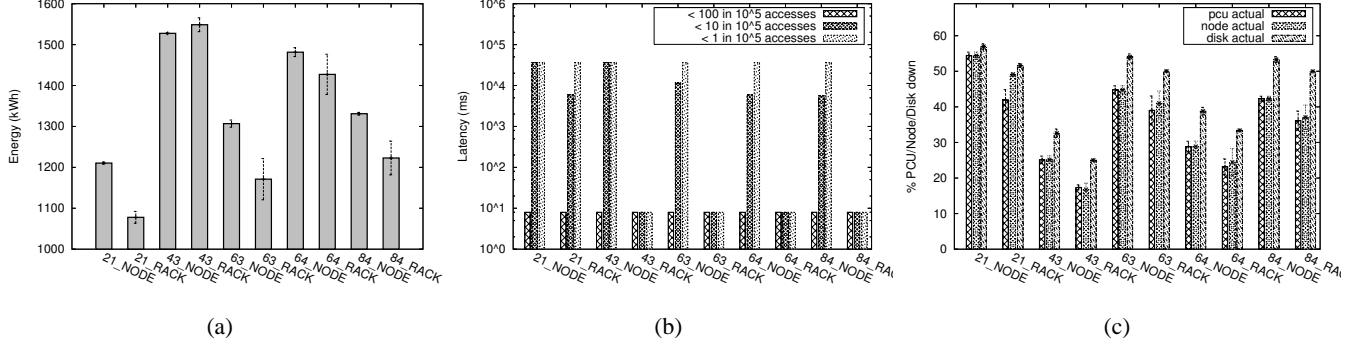 1600
1500
1400
1300
1200
1100
1000
Energy (kWh)
21_NODE
21_RACK
43_NODE
43_RACK
63_NODE
63_RACK
64_NODE
64_RACK
84_NODE
84_RACK
(a)
10^6
10^5
10^4
10^3
10^2
10^1
10^0
Latency (ms)
< 100 in 10^5 accesses
< 10 in 10^5 accesses
< 1 in 10^5 accesses
21_NODE
21_RACK
43_NODE
43_RACK
63_NODE
63_RACK
64_NODE
64_RACK
84_NODE
84_RACK
(b)
60
50
40
30
20
10
0
% PCU/Node/Disk down
pcu actual
node actual
disk actual
21_NODE
21_RACK
43_NODE
43_RACK
63_NODE
63_RACK
64_NODE
64_RACK
84_NODE
84_RACK
(c)